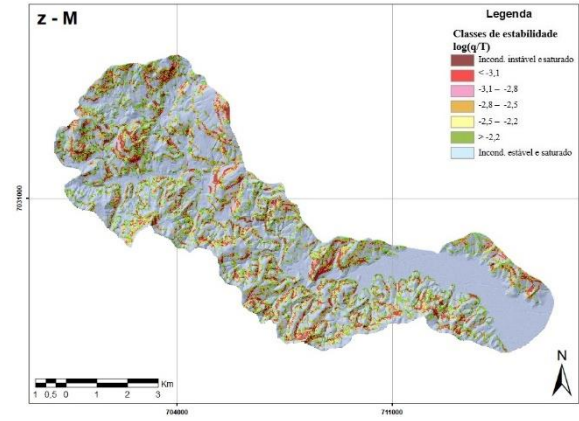 z - M
Legenda
Classes de estabilidade
log(q/T)
Incond. instável e saturado
< -3,1
-3,1 – -2,8
-2,8 – -2,5
-2,5 – -2,2
> -2,2
Incond. estável e saturado
7031000
N
1 0,5 0 1 2 3 Km
704000 711000